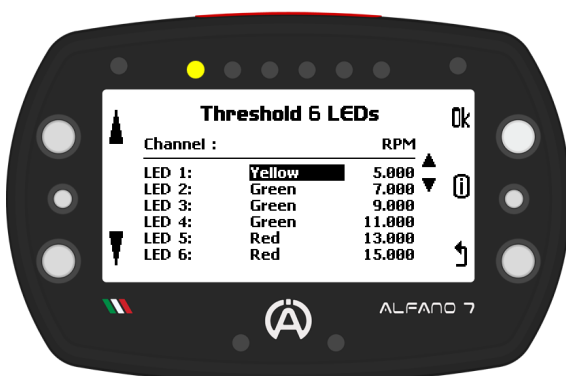 Threshold 6 LEDs
Ok
Channel : RPM
LED 1: Yellow 5.000
LED 2: Green 7.000
LED 3: Green 9.000
LED 4: Green 11.000
LED 5: Red 13.000
LED 6: Red 15.000
ALFANO 7